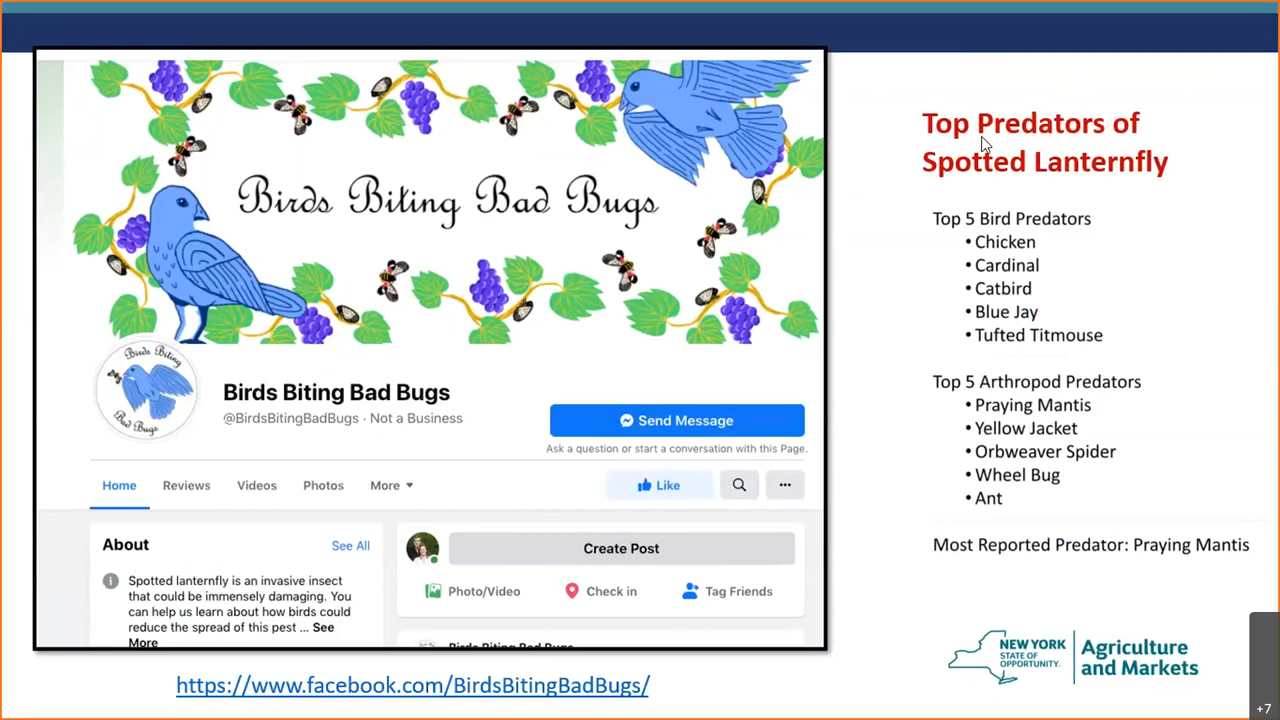 Birds Biting Bad Bugs
Birds Biting
Bad Bugs
Birds Biting Bad Bugs
@BirdsBitingBadBugs · Not a Business
Send Message
Ask a question or start a conversation with this Page.
Home Reviews Videos Photos More
Like
About
See All
Spotted lanternfly is an invasive insect
that could be immensely damaging. You
can help us learn about how birds could
reduce the spread of this pest ... See
More
Create Post
Photo/Video Check in Tag Friends
Birds Biting Bad Bugs
https://www.facebook.com/BirdsBitingBadBugs/
Top Predators of
Spotted Lanternfly
Top 5 Bird Predators
• Chicken
• Cardinal
• Catbird
• Blue Jay
• Tufted Titmouse
Top 5 Arthropod Predators
• Praying Mantis
• Yellow Jacket
• Orbweaver Spider
• Wheel Bug
• Ant
Most Reported Predator: Praying Mantis
NEW YORK
STATE OF
OPPORTUNITY.
Agriculture
and Markets
+7